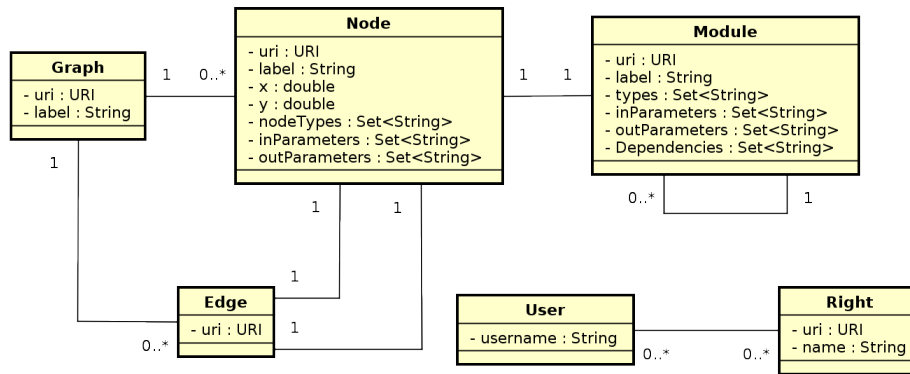 Graph
- uri : URI
- label : String
1
0..*
Node
- uri : URI
- label : String
- x : double
- y : double
- nodeTypes : Set<String>
- inParameters : Set<String>
- outParameters : Set<String>
1
1
Module
- uri : URI
- label : String
- types : Set<String>
- inParameters : Set<String>
- outParameters : Set<String>
- Dependencies : Set<String>
0..*
1
1
1
1
1
1
0..*
Edge
- uri : URI
User
- username : String
0..*
0..*
Right
- uri : URI
- name : String